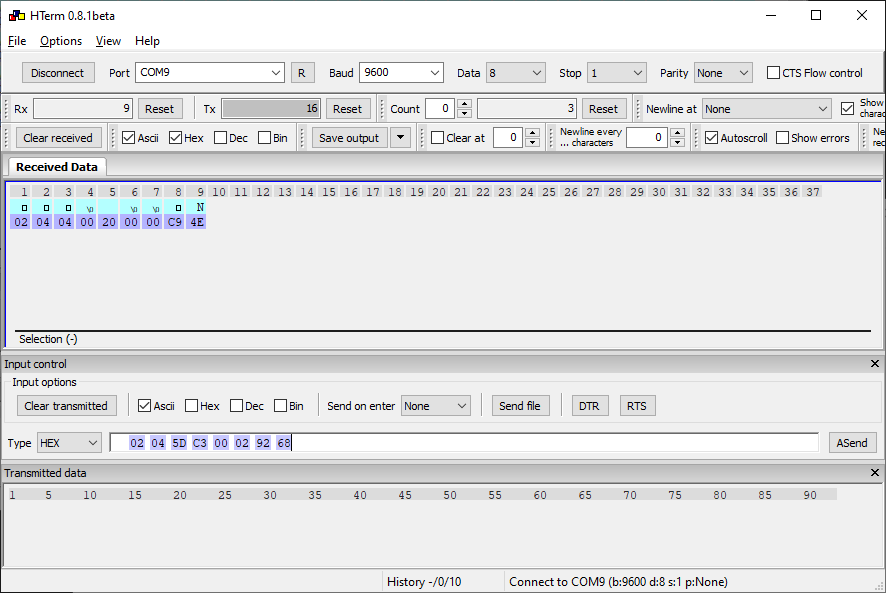 HTerm 0.8.1beta
File Options View Help
Disconnect Port COM9 R Baud 9600 Data 8 Stop 1 Parity None CTS Flow control
Rx 9 Reset Tx 16 Reset Count 0 3 Reset Newline at None Show
charac
Clear received Ascii Hex Dec Bin Save output Clear at 0 Newline every
... characters 0 Autoscroll Show errors Ne
rec
Received Data
1 2 3 4 5 6 7 8 9 10 11 12 13 14 15 16 17 18 19 20 21 22 23 24 25 26 27 28 29 30 31 32 33 34 35 36 37
\0 \0 \0 N
02 04 04 00 20 00 00 C9 4E
Selection (-)
Input control
Input options
Clear transmitted Ascii Hex Dec Bin Send on enter None Send file DTR RTS
Type HEX 02 04 5D C3 00 02 92 68 ASend
Transmitted data
1 5 10 15 20 25 30 35 40 45 50 55 60 65 70 75 80 85 90
History -/0/10 Connect to COM9 (b:9600 d:8 s:1 p:None)